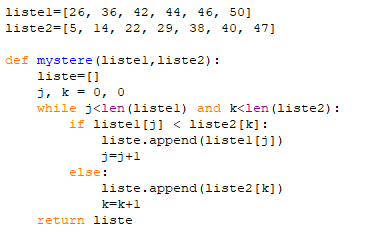 liste1=[26, 36, 42, 44, 46, 50]
liste2=[5, 14, 22, 29, 38, 40, 47]
def mystere(liste1,liste2):
    liste=[]
    j, k = 0, 0
    while j<len(liste1) and k<len(liste2):
        if liste1[j] < liste2[k]:
            liste.append(liste1[j])
            j=j+1
        else:
            liste.append(liste2[k])
            k=k+1
    return liste